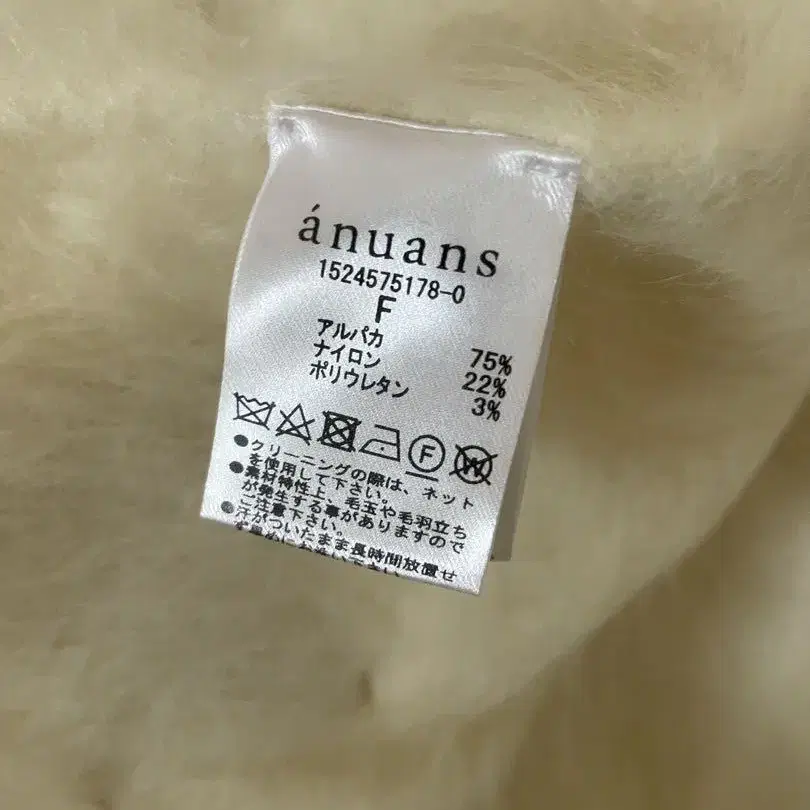 ánuans
1524575178-0
F
アルパカ 75%
ナイロン 22%
ポリウレタン 3%
F W
●クリーニングの際は、ネット
を使用して下さい。
●素材特性上、毛玉や毛羽立ち
が発生する事がありますので
ご注意下さい。
●汗がついたまま長時間放置せ